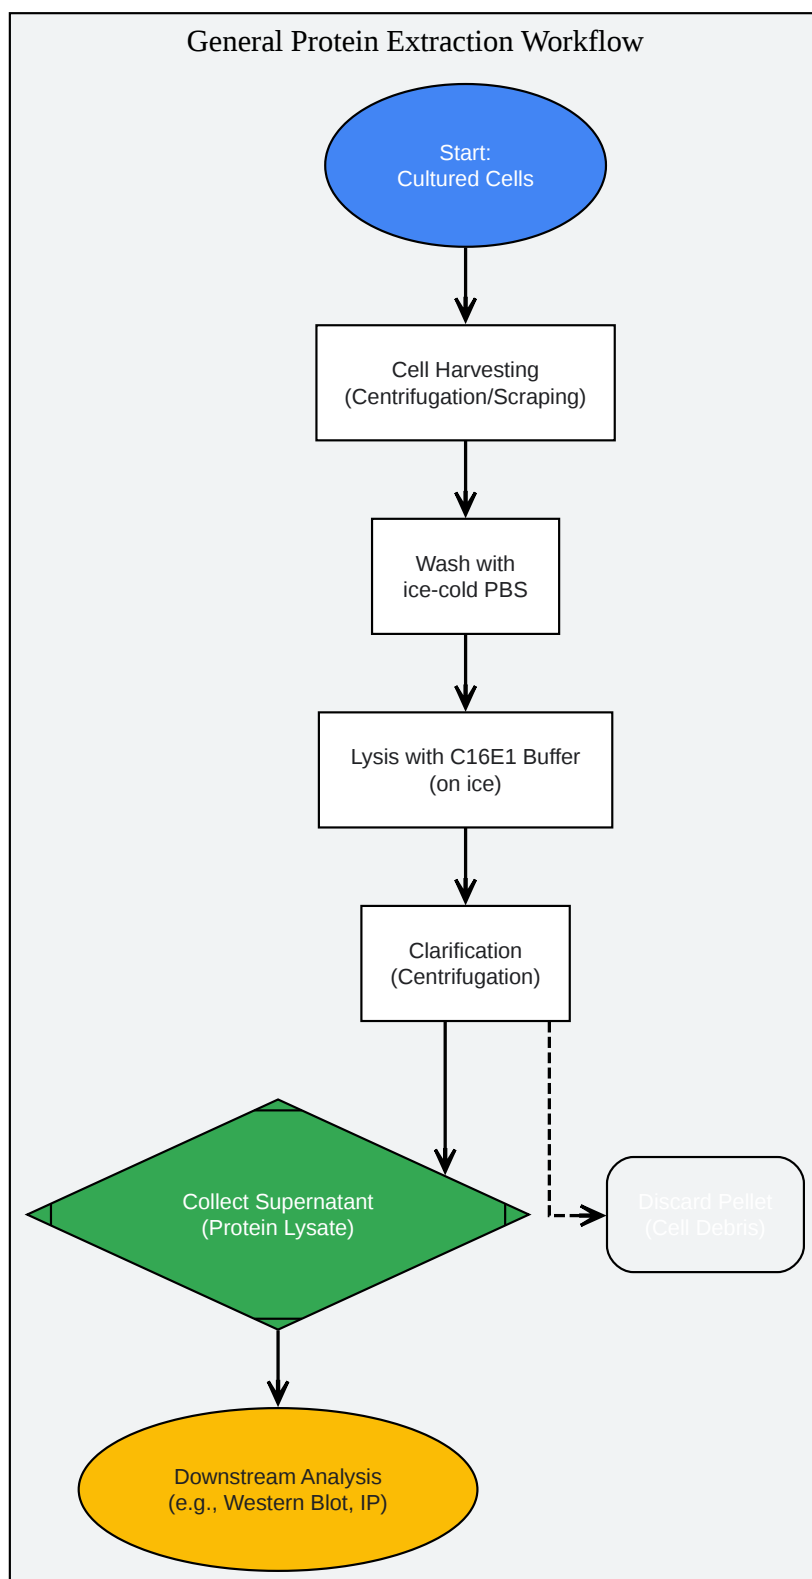 General Protein Extraction Workflow
Start:
Cultured Cells
Cell Harvesting
(Centrifugation/Scraping)
Wash with
ice-cold PBS
Lysis with C16E1 Buffer
(on ice)
Clarification
(Centrifugation)
Collect Supernatant
(Protein Lysate)
Discard Pellet
(Cell Debris)
Downstream Analysis
(e.g., Western Blot, IP)